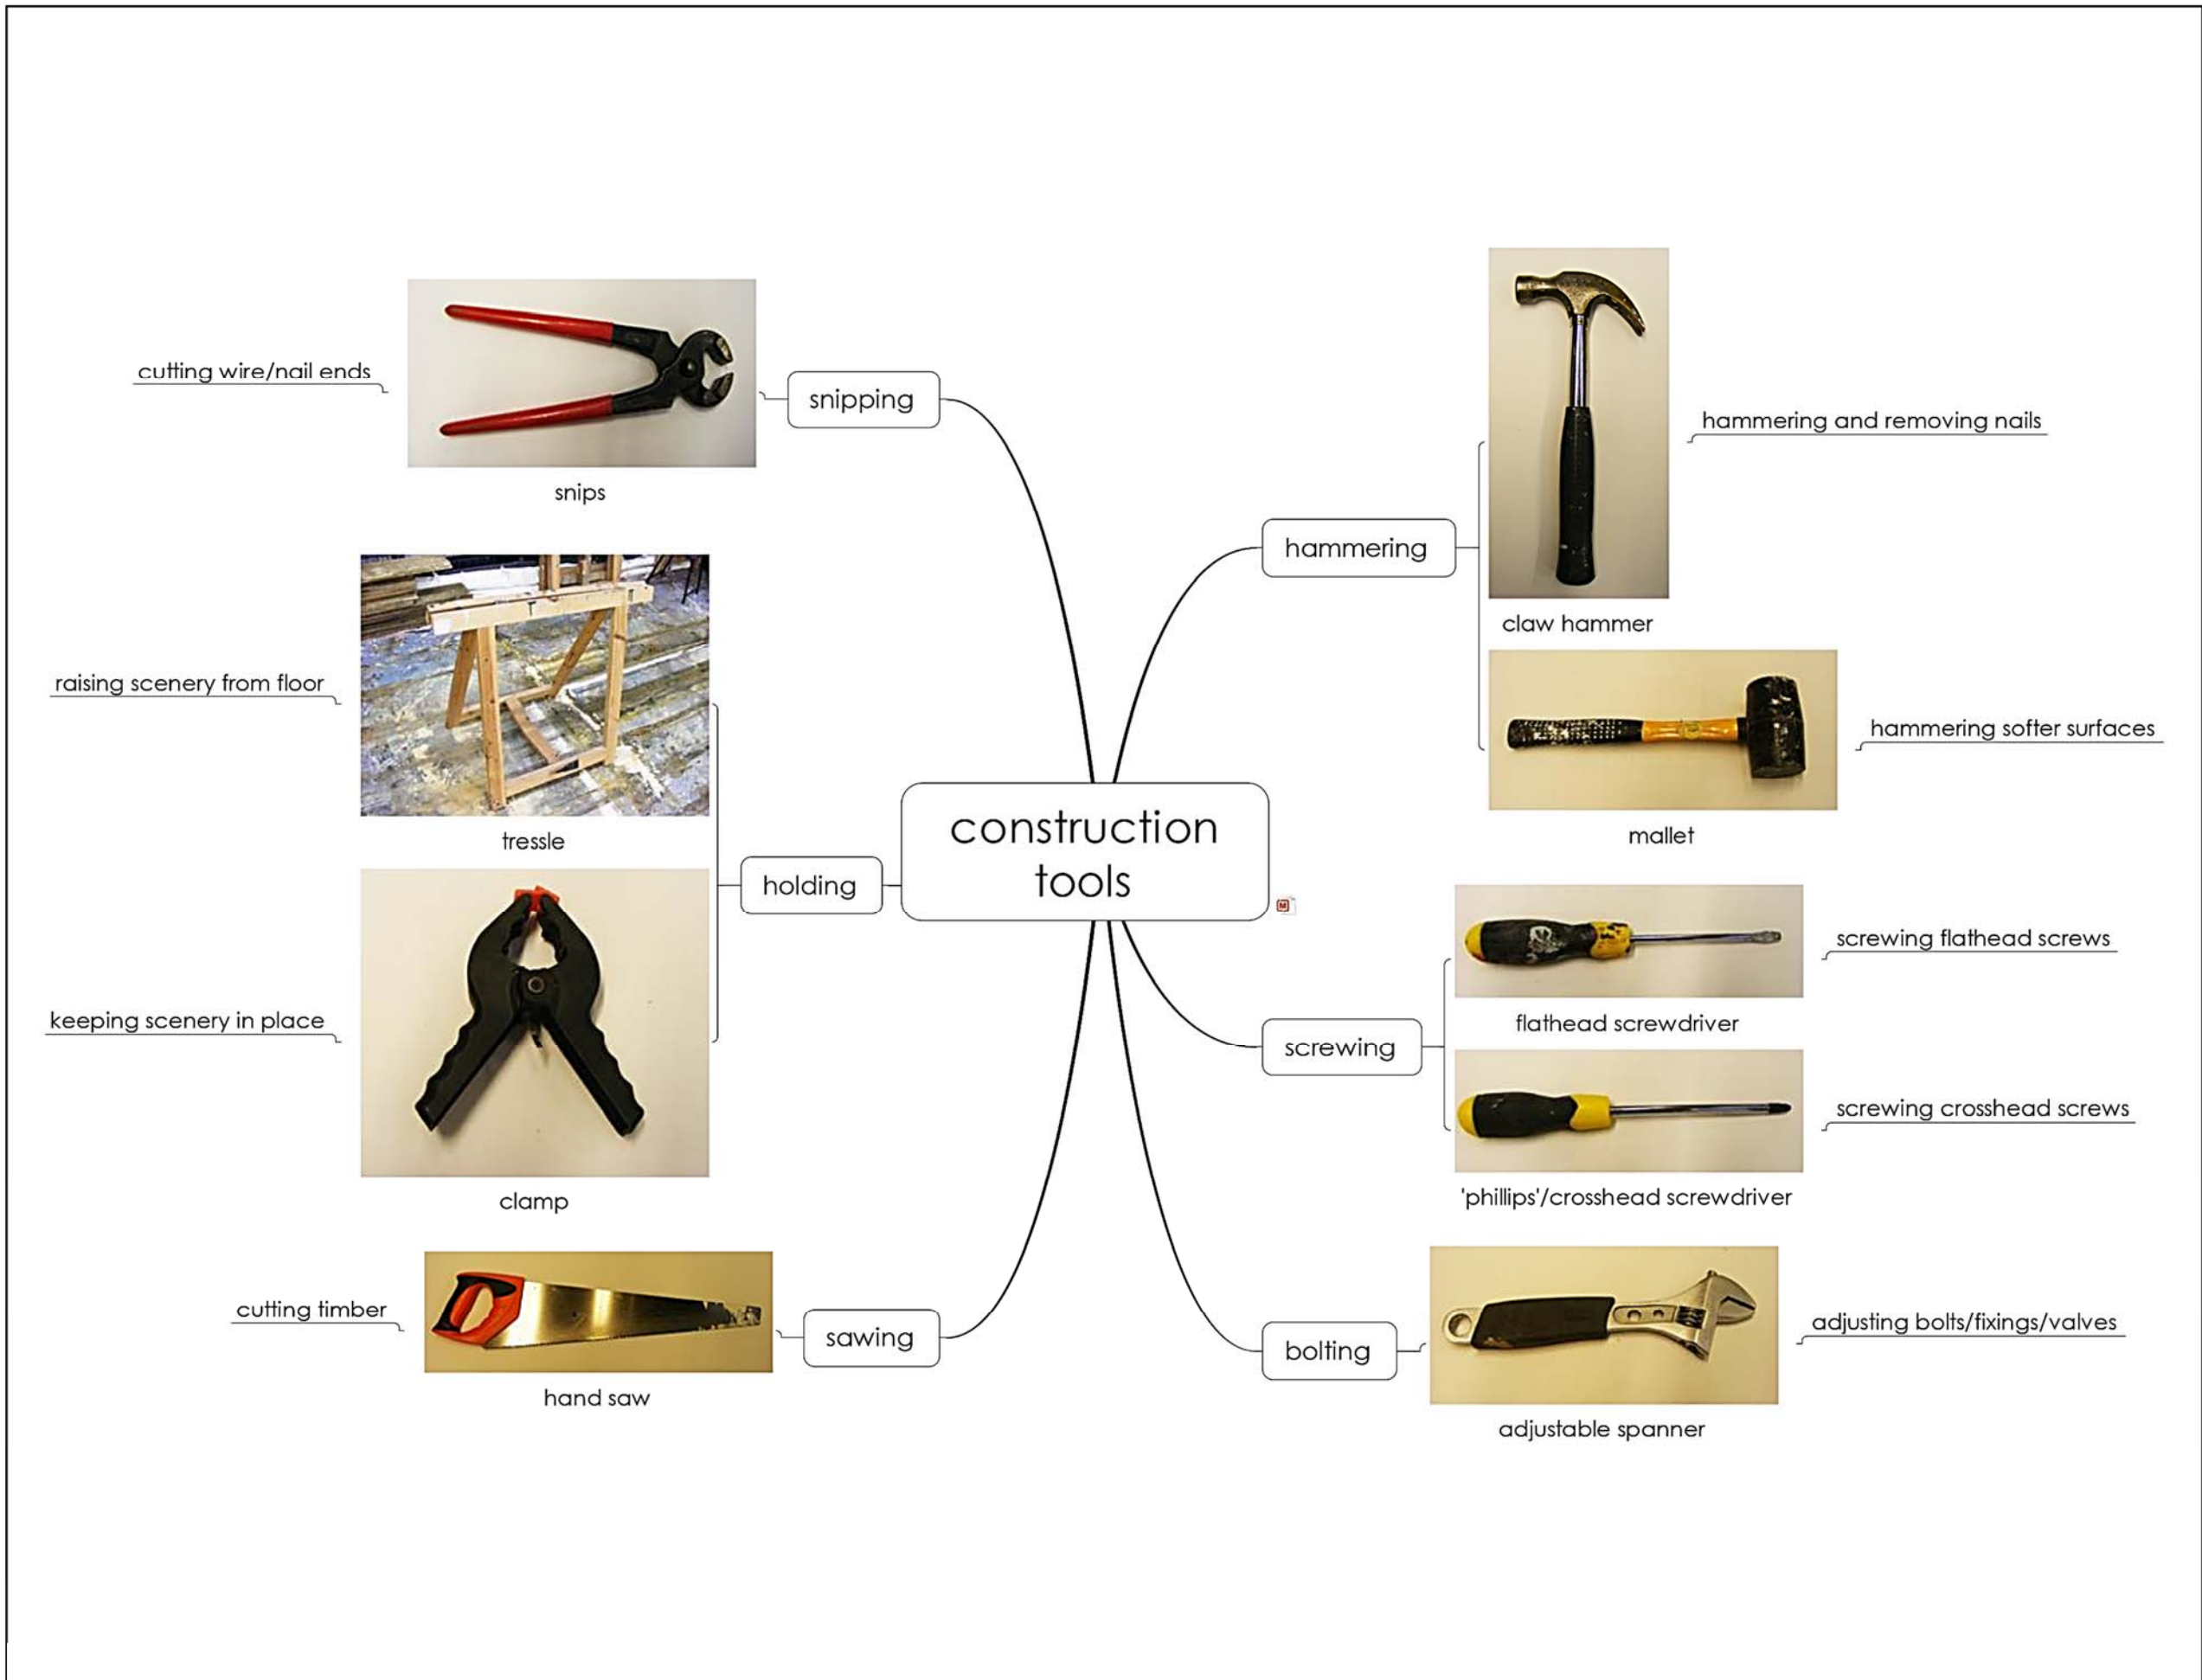 construction
tools
hammering
claw hammer
hammering and removing nails
mallet
hammering softer surfaces
screwing
flathead screwdriver
screwing flathead screws
'phillips'/crosshead screwdriver
screwing crosshead screws
bolting
adjustable spanner
adjusting bolts/fixings/valves
snipping
snips
cutting wire/nail ends
holding
tressle
raising scenery from floor
clamp
keeping scenery in place
sawing
hand saw
cutting timber